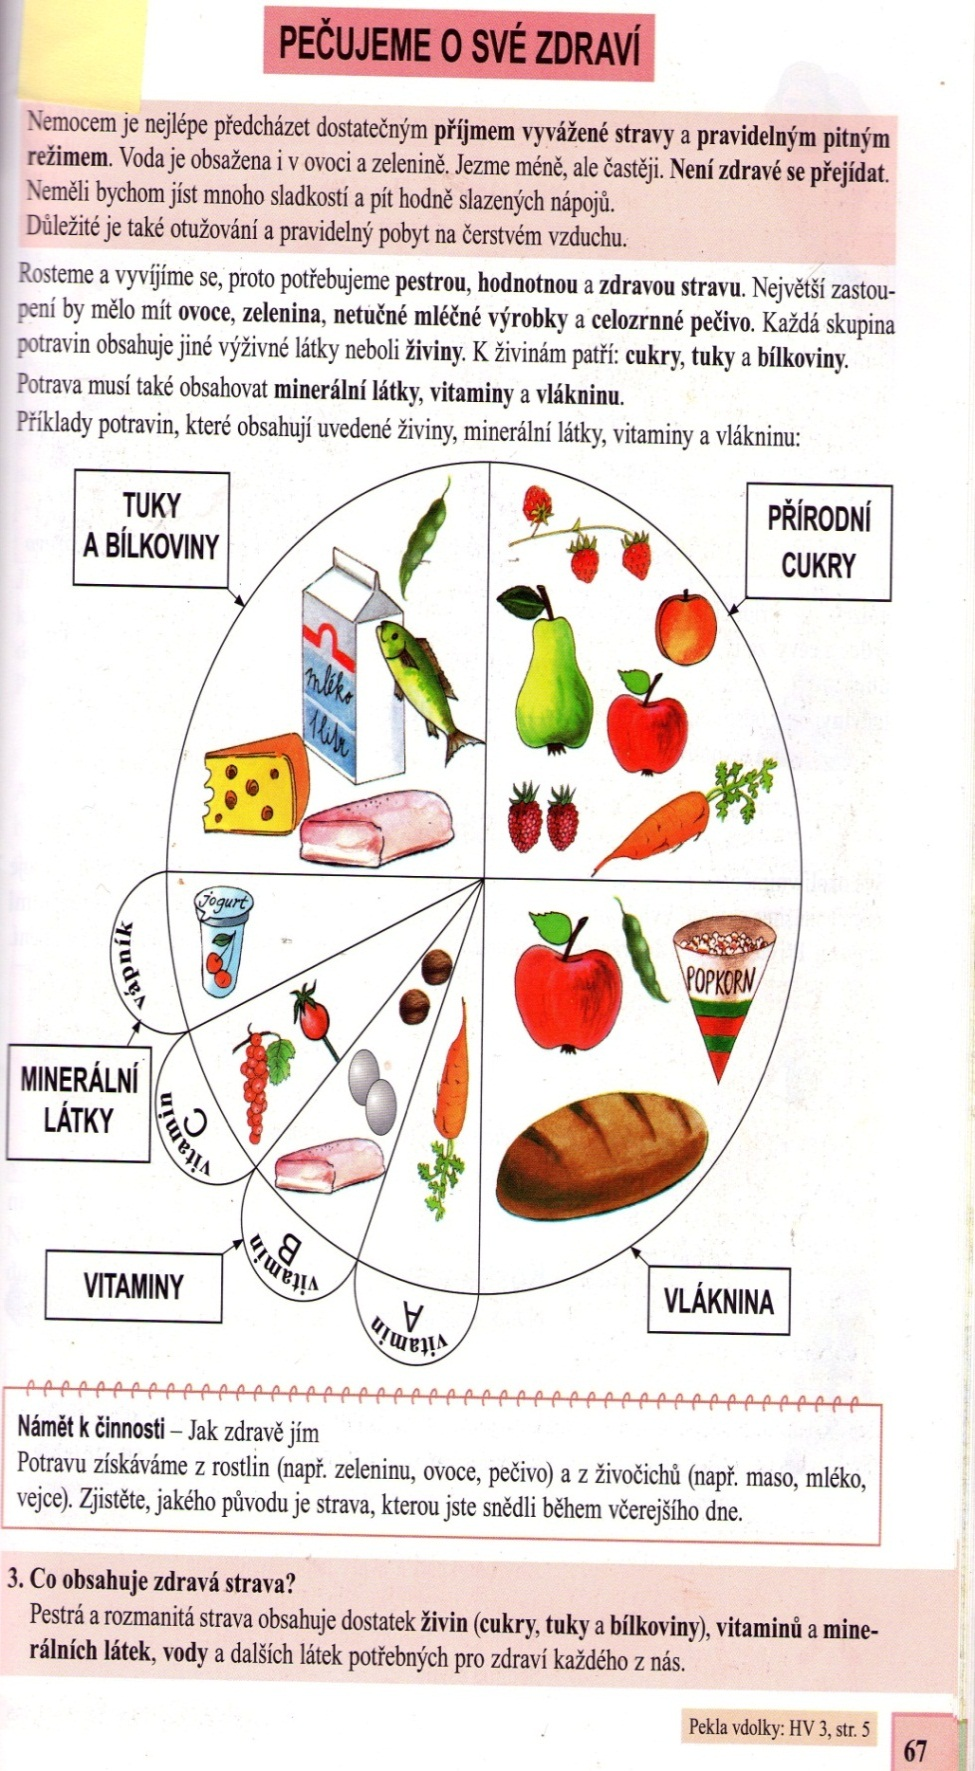 PEČUJEME O SVÉ ZDRAVÍ
Nemocem je nejlépe předcházet dostatečným příjmem vyvážené stravy a pravidelným pitným
režimem. Voda je obsažena i v ovoci a zelenině. Jezme méně, ale častěji. Není zdravé se přejídat.
Neměli bychom jíst mnoho sladkostí a pít hodně slazených nápojů.
Důležité je také otužování a pravidelný pobyt na čerstvém vzduchu.
Rosteme a vyvíjíme se, proto potřebujeme pestrou, hodnotnou a zdravou stravu. Největší zastou-
pení by mělo mít ovoce, zelenina, netučné mléčné výrobky a celozrnné pečivo. Každá skupina
potravin obsahuje jiné výživné látky neboli živiny. K živinám patří: cukry, tuky a bílkoviny.
Potrava musí také obsahovat minerální látky, vitaminy a vlákninu.
Příklady potravin, které obsahují uvedené živiny, minerální látky, vitaminy a vlákninu:
TUKY
A BÍLKOVINY
PŘÍRODNÍ
CUKRY
mléko
1 litr
jogurt
vápník
POPKORN
MINERÁLNÍ
LÁTKY
vitamin
C
vitamin
B
vitamin
A
VITAMINY
VLÁKNINA
Námět k činnosti – Jak zdravě jím
Potravu získáváme z rostlin (např. zeleninu, ovoce, pečivo) a z živočichů (např. maso, mléko,
vejce). Zjistěte, jakého původu je strava, kterou jste snědli během včerejšího dne.
3. Co obsahuje zdravá strava?
Pestrá a rozmanitá strava obsahuje dostatek živin (cukry, tuky a bílkoviny), vitaminů a mine-
rálních látek, vody a dalších látek potřebných pro zdraví každého z nás.
Pekla vdolky: HV 3, str. 5
67